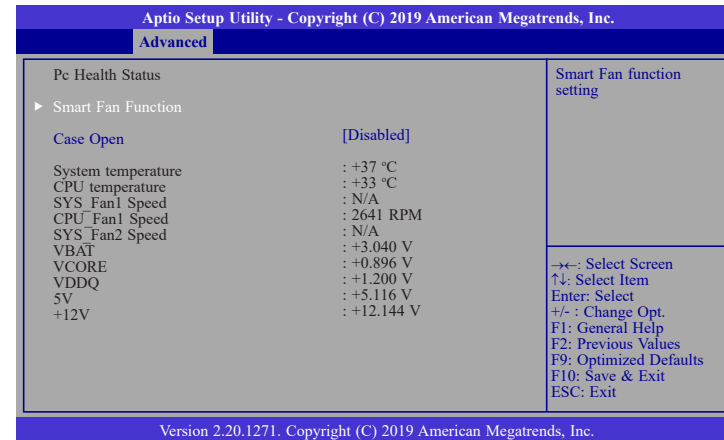 Aptio Setup Utility - Copyright (C) 2019 American Megatrends, Inc.
Advanced
Pc Health Status
► Smart Fan Function
Case Open [Disabled]
System temperature : +37 °C
CPU temperature : +33 °C
SYS_Fan1 Speed : N/A
CPU_Fan1 Speed : 2641 RPM
SYS_Fan2 Speed : N/A
VBAT : +3.040 V
VCORE : +0.896 V
VDDQ : +1.200 V
5V : +5.116 V
+12V : +12.144 V
Smart Fan function
setting
→←: Select Screen
↑↓: Select Item
Enter: Select
+/- : Change Opt.
F1: General Help
F2: Previous Values
F9: Optimized Defaults
F10: Save & Exit
ESC: Exit
Version 2.20.1271. Copyright (C) 2019 American Megatrends, Inc.